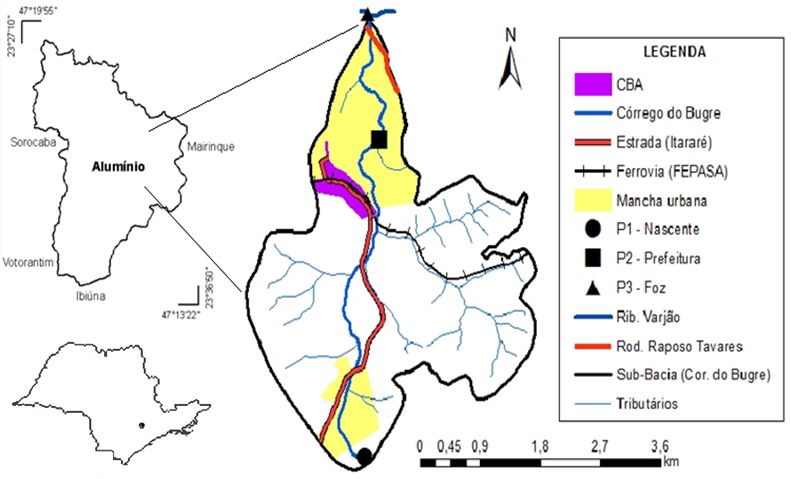 47°19'55"
23°27'10"
Sorocaba
Mairinque
Alumínio
Votorantim
Ibiúna
47°13'22"
23°36'50"
N
LEGENDA
CBA
Córrego do Bugre
Estrada (Itararé)
Ferrovia (FEPASA)
Mancha urbana
P1 - Nascente
P2 - Prefeitura
P3 - Foz
Rib. Varjão
Rod. Raposo Tavares
Sub-Bacia (Cor. do Bugre)
Tributários
0 0,45 0,9 1,8 2,7 3,6
km